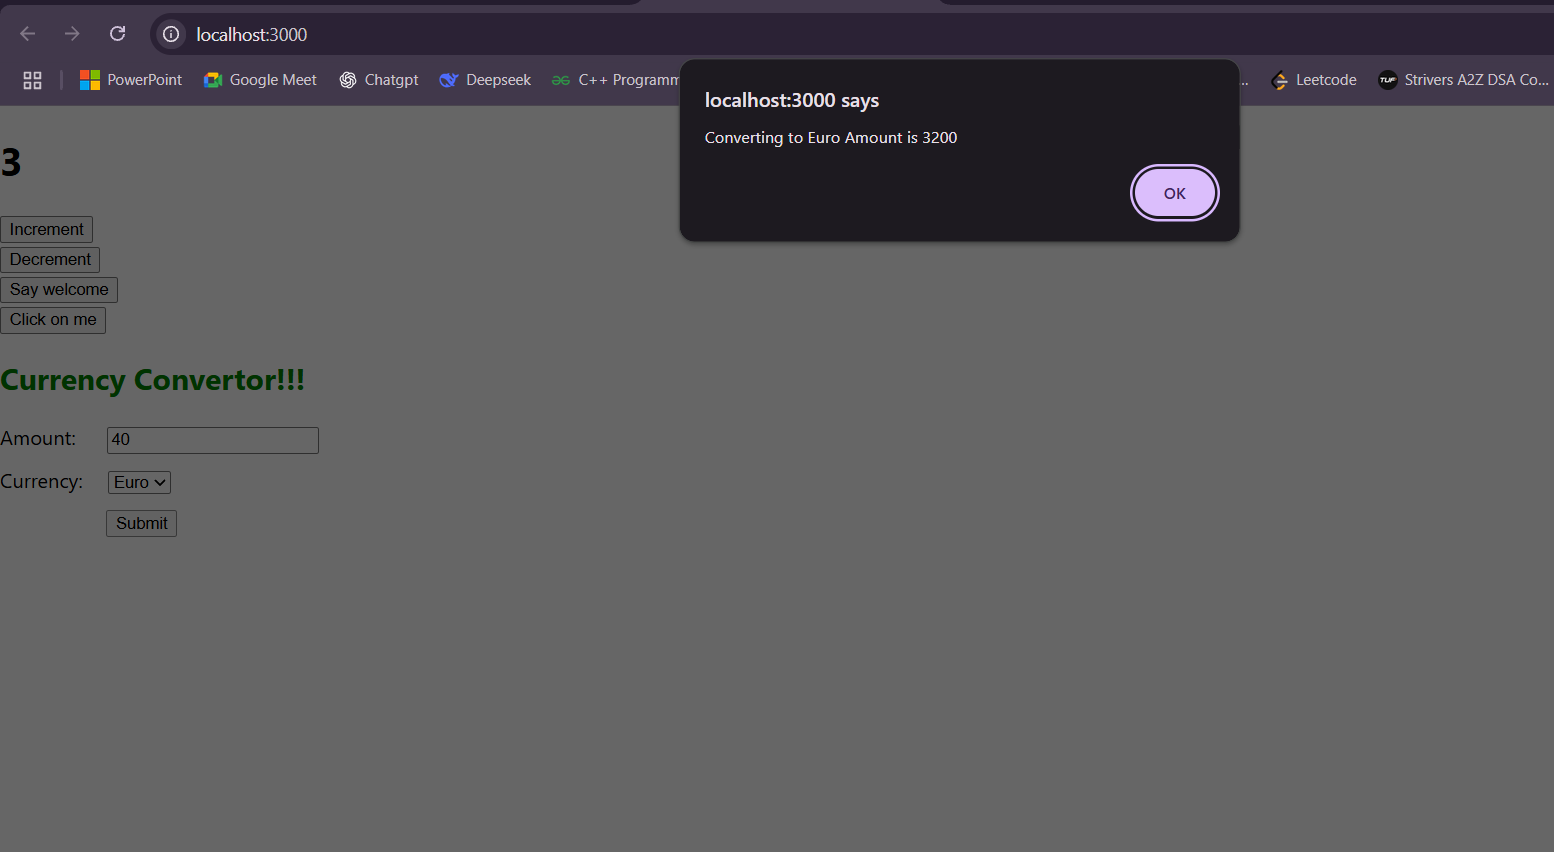 localhost:3000
PowerPoint
Google Meet
Chatgpt
Deepseek
C++ Programm
...
Leetcode
TUF
Strivers A2Z DSA Co...
localhost:3000 says
Converting to Euro Amount is 3200
OK
3
Increment
Decrement
Say welcome
Click on me
Currency Convertor!!!
Amount: 40
Currency: Euro
Submit